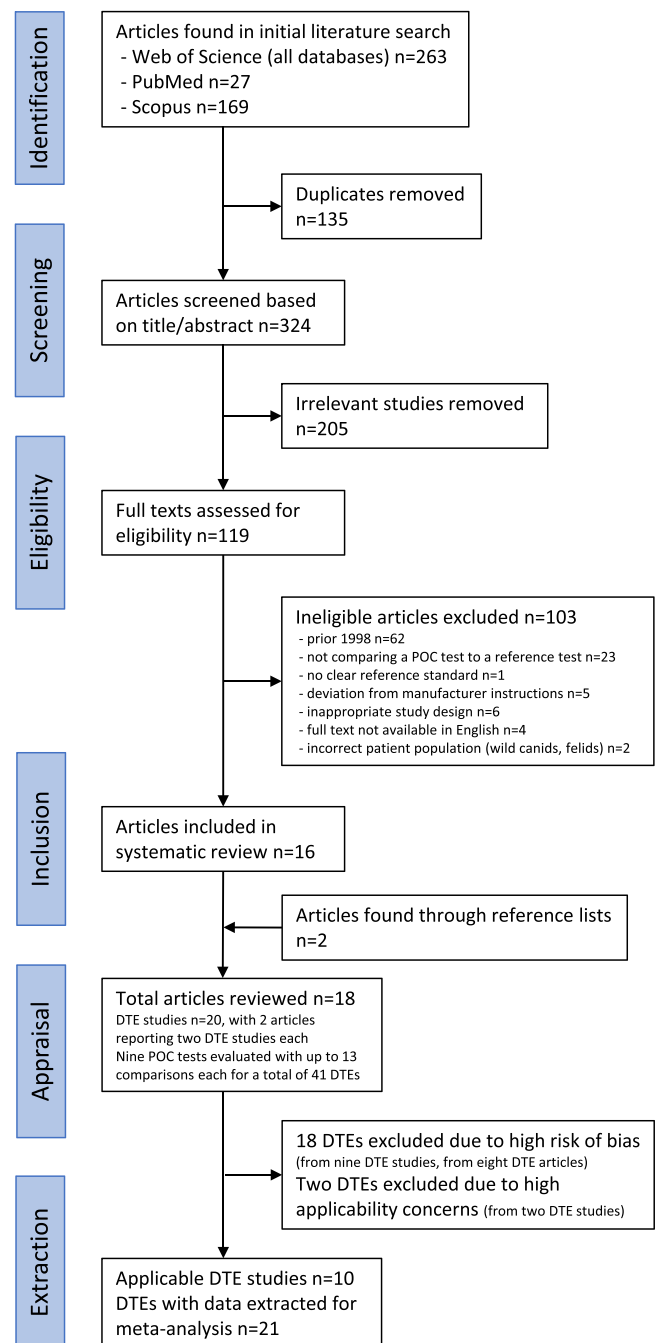 Identification
Articles found in initial literature search
- Web of Science (all databases) n=263
- PubMed n=27
- Scopus n=169
Duplicates removed
n=135
Screening
Articles screened based
on title/abstract n=324
Irrelevant studies removed
n=205
Eligibility
Full texts assessed for
eligibility n=119
Ineligible articles excluded n=103
- prior 1998 n=62
- not comparing a POC test to a reference test n=23
- no clear reference standard n=1
- deviation from manufacturer instructions n=5
- inappropriate study design n=6
- full text not available in English n=4
- incorrect patient population (wild canids, felids) n=2
Inclusion
Articles included in
systematic review n=16
Articles found through reference lists
n=2
Appraisal
Total articles reviewed n=18
DTE studies n=20, with 2 articles
reporting two DTE studies each
Nine POC tests evaluated with up to 13
comparisons each for a total of 41 DTEs
18 DTEs excluded due to high risk of bias
(from nine DTE studies, from eight DTE articles)
Two DTEs excluded due to high
applicability concerns (from two DTE studies)
Extraction
Applicable DTE studies n=10
DTEs with data extracted for
meta-analysis n=21